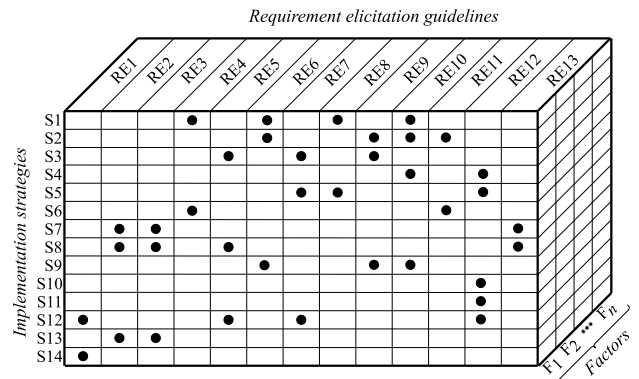 Requirement elicitation guidelines
RE1 RE2 RE3 RE4 RE5 RE6 RE7 RE8 RE9 RE10 RE11 RE12 RE13
Implementation strategies
S1
S2
S3
S4
S5
S6
S7
S8
S9
S10
S11
S12
S13
S14
F1 F2 ... Fn
Factors